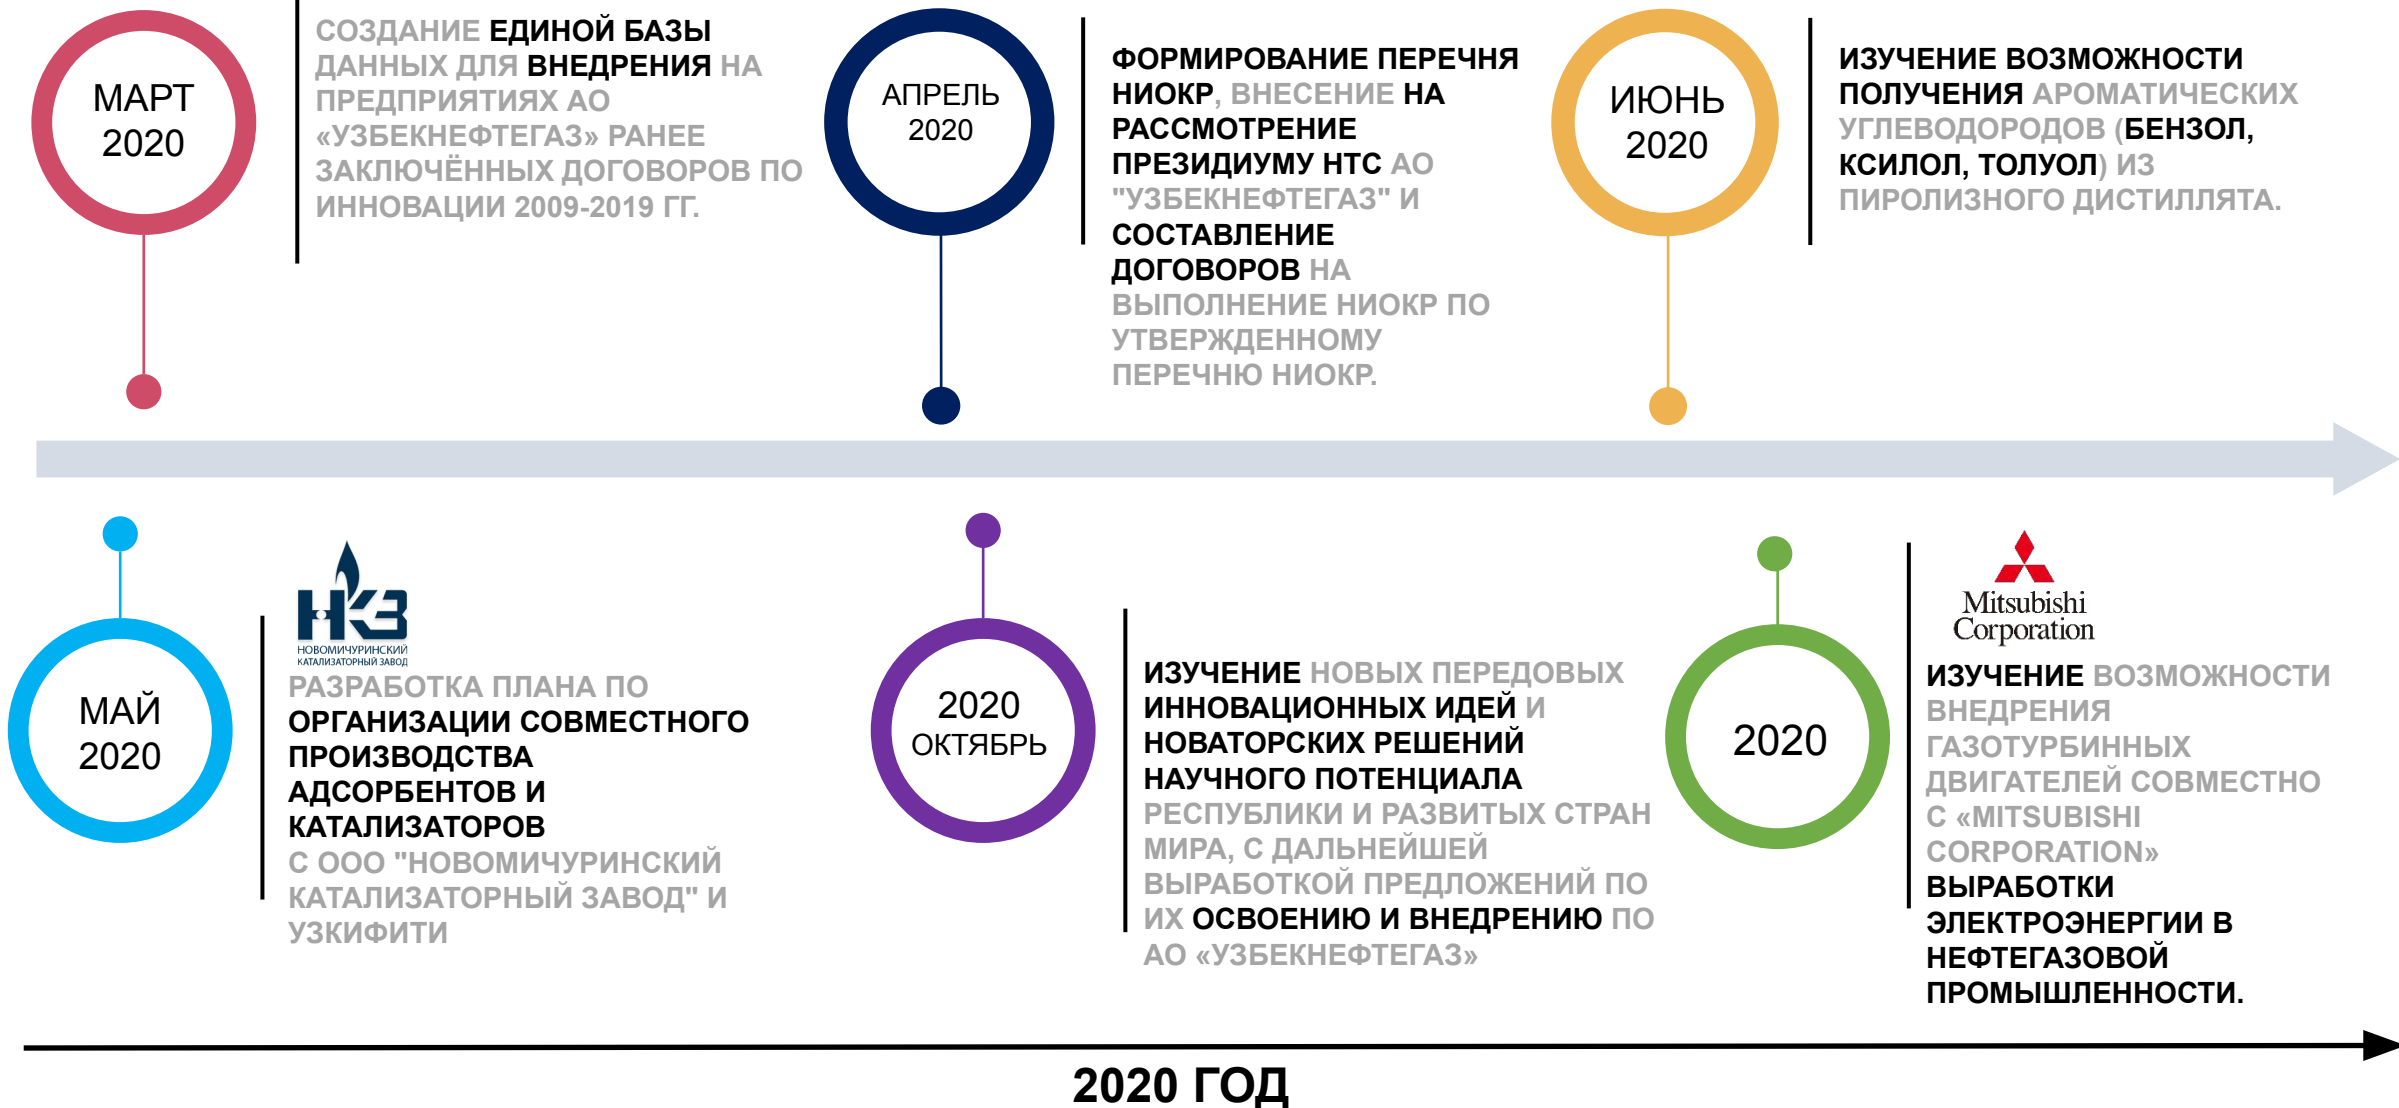 МАРТ
2020
СОЗДАНИЕ ЕДИНОЙ БАЗЫ
ДАННЫХ ДЛЯ ВНЕДРЕНИЯ НА
ПРЕДПРИЯТИЯХ АО
«УЗБЕКНЕФТЕГАЗ» РАНЕЕ
ЗАКЛЮЧЁННЫХ ДОГОВОРОВ ПО
ИННОВАЦИИ 2009-2019 ГГ.
АПРЕЛЬ
2020
ФОРМИРОВАНИЕ ПЕРЕЧНЯ
НИОКР, ВНЕСЕНИЕ НА
РАССМОТРЕНИЕ
ПРЕЗИДИУМУ НТС АО
"УЗБЕКНЕФТЕГАЗ" И
СОСТАВЛЕНИЕ
ДОГОВОРОВ НА
ВЫПОЛНЕНИЕ НИОКР ПО
УТВЕРЖДЕННОМУ
ПЕРЕЧНЮ НИОКР.
ИЮНЬ
2020
ИЗУЧЕНИЕ ВОЗМОЖНОСТИ
ПОЛУЧЕНИЯ АРОМАТИЧЕСКИХ
УГЛЕВОДОРОДОВ (БЕНЗОЛ,
КСИЛОЛ, ТОЛУОЛ) ИЗ
ПИРОЛИЗНОГО ДИСТИЛЛЯТА.
МАЙ
2020
НКЗ
НОВОМИЧУРИНСКИЙ
КАТАЛИЗАТОРНЫЙ ЗАВОД
РАЗРАБОТКА ПЛАНА ПО
ОРГАНИЗАЦИИ СОВМЕСТНОГО
ПРОИЗВОДСТВА
АДСОРБЕНТОВ И
КАТАЛИЗАТОРОВ
С ООО "НОВОМИЧУРИНСКИЙ
КАТАЛИЗАТОРНЫЙ ЗАВОД" И
УЗКИФИТИ
2020
ОКТЯБРЬ
ИЗУЧЕНИЕ НОВЫХ ПЕРЕДОВЫХ
ИННОВАЦИОННЫХ ИДЕЙ И
НОВАТОРСКИХ РЕШЕНИЙ
НАУЧНОГО ПОТЕНЦИАЛА
РЕСПУБЛИКИ И РАЗВИТЫХ СТРАН
МИРА, С ДАЛЬНЕЙШЕЙ
ВЫРАБОТКОЙ ПРЕДЛОЖЕНИЙ ПО
ИХ ОСВОЕНИЮ И ВНЕДРЕНИЮ ПО
АО «УЗБЕКНЕФТЕГАЗ»
2020
Mitsubishi
Corporation
ИЗУЧЕНИЕ ВОЗМОЖНОСТИ
ВНЕДРЕНИЯ
ГАЗОТУРБИННЫХ
ДВИГАТЕЛЕЙ СОВМЕСТНО
С «MITSUBISHI
CORPORATION»
ВЫРАБОТКИ
ЭЛЕКТРОЭНЕРГИИ В
НЕФТЕГАЗОВОЙ
ПРОМЫШЛЕННОСТИ.
2020 ГОД